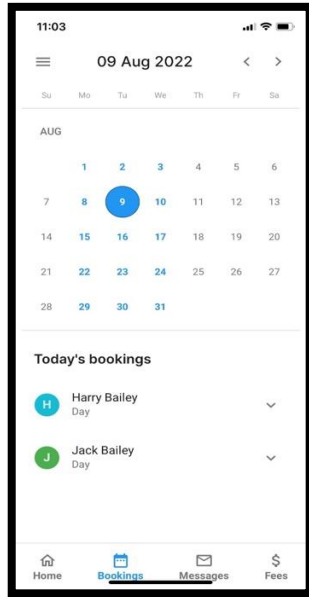 11:03
09 Aug 2022
Su Mo Tu We Th Fr Sa
AUG
1 2 3 4 5 6
7 8 9 10 11 12 13
14 15 16 17 18 19 20
21 22 23 24 25 26 27
28 29 30 31
Today's bookings
H Harry Bailey
Day
J Jack Bailey
Day
Home Bookings Messages Fees